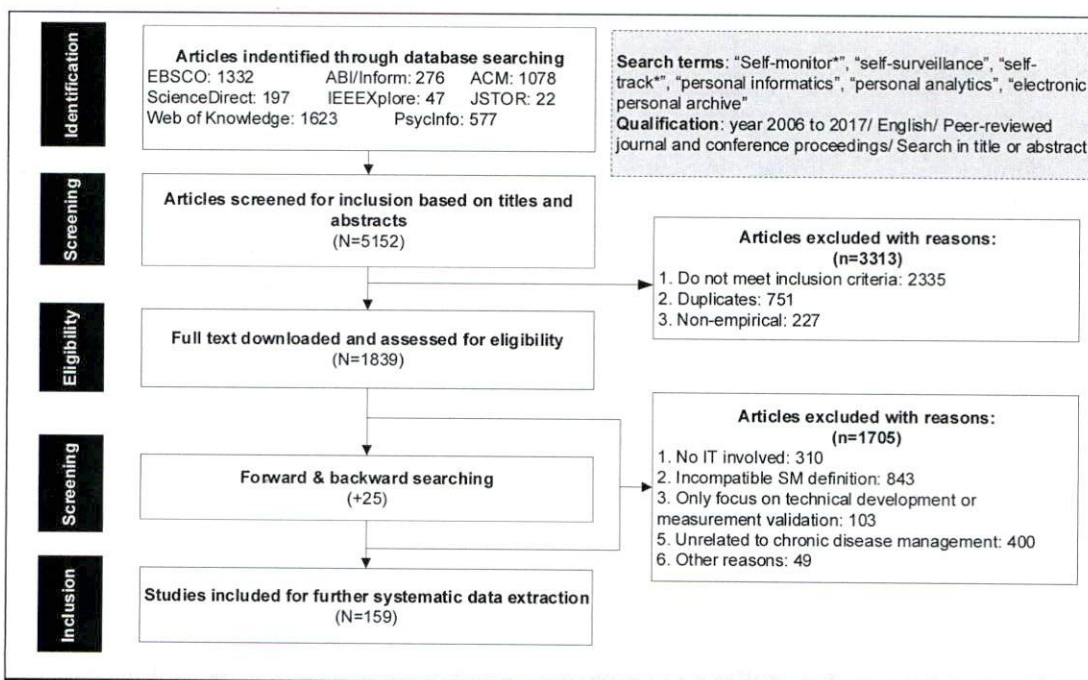 Identification
Articles indentified through database searching
EBSCO: 1332 ABI/Inform: 276 ACM: 1078
ScienceDirect: 197 IEEEXplore: 47 JSTOR: 22
Web of Knowledge: 1623 PsycInfo: 577
Search terms: “Self-monitor*”, “self-surveillance”, “self-
track*”, “personal informatics”, “personal analytics”, “electronic
personal archive”
Qualification: year 2006 to 2017/ English/ Peer-reviewed
journal and conference proceedings/ Search in title or abstract
Screening
Articles screened for inclusion based on titles and
abstracts
(N=5152)
Articles excluded with reasons:
(n=3313)
1. Do not meet inclusion criteria: 2335
2. Duplicates: 751
3. Non-empirical: 227
Eligibility
Full text downloaded and assessed for eligibility
(N=1839)
Articles excluded with reasons:
(n=1705)
1. No IT involved: 310
2. Incompatible SM definition: 843
3. Only focus on technical development or
measurement validation: 103
5. Unrelated to chronic disease management: 400
6. Other reasons: 49
Screening
Forward & backward searching
(+25)
Inclusion
Studies included for further systematic data extraction
(N=159)